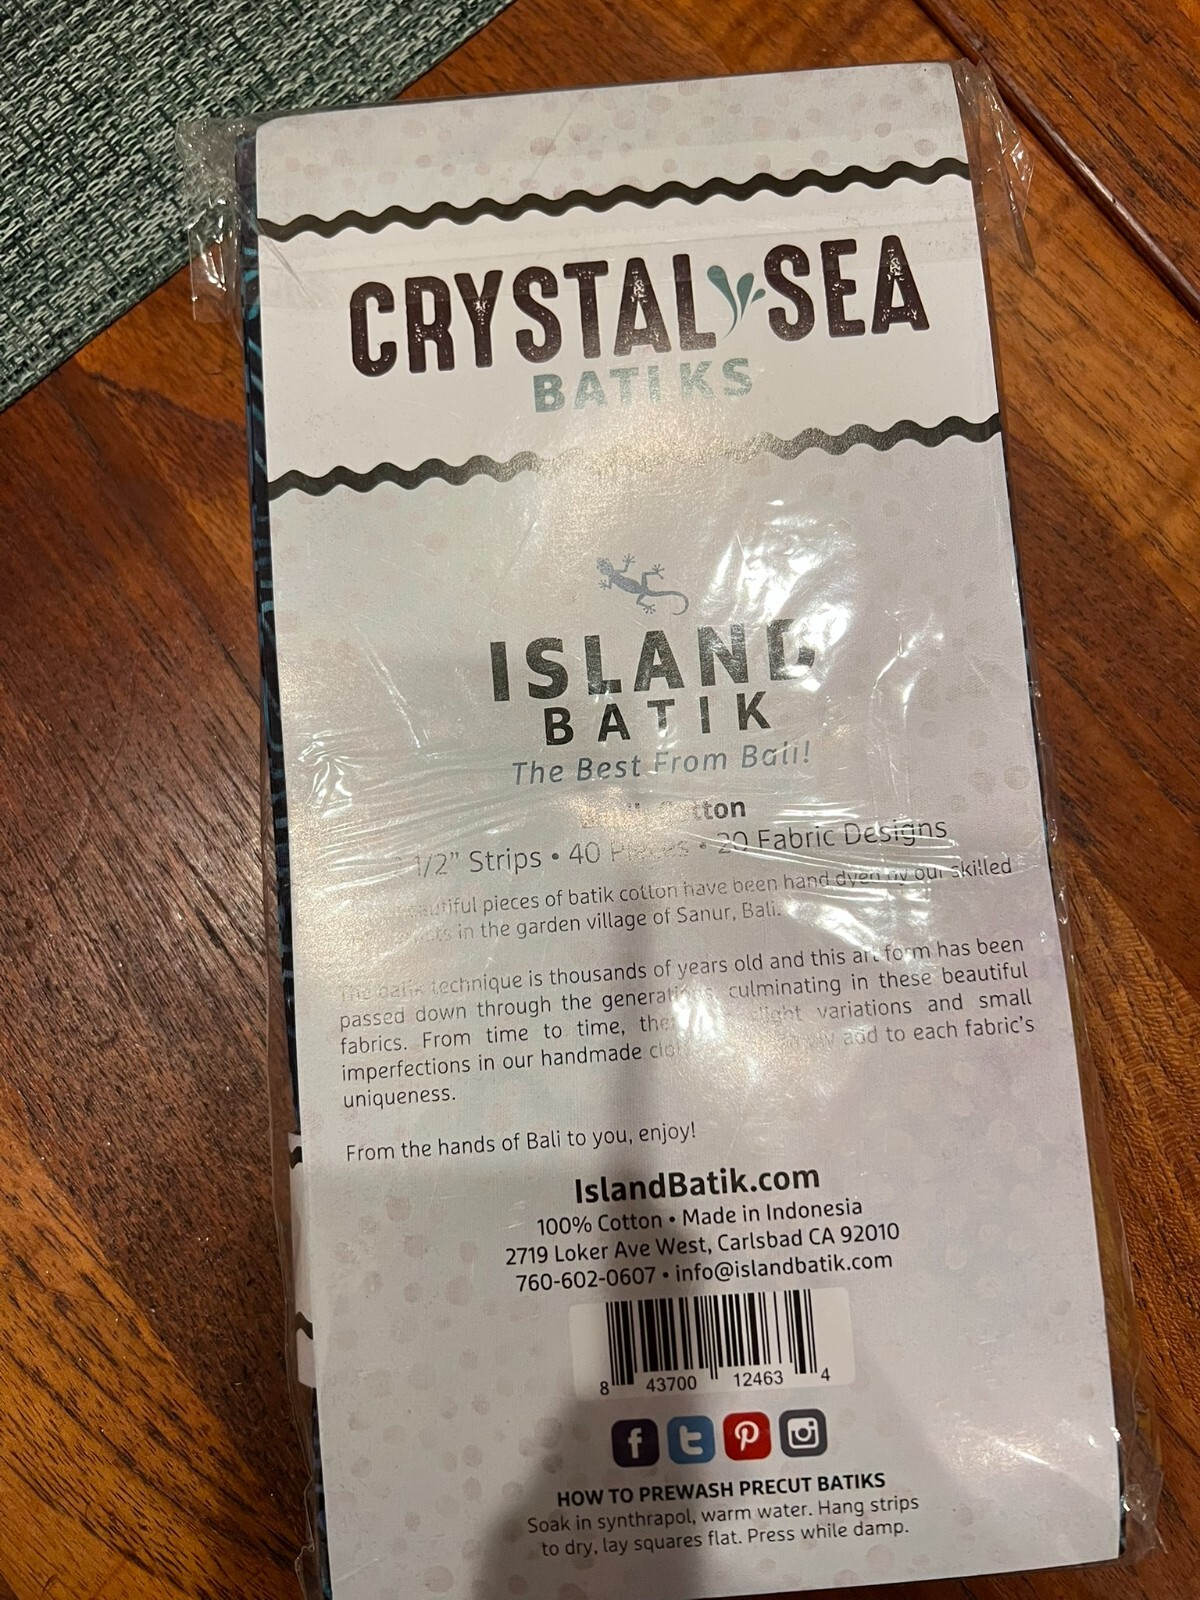 CRYSTAL SEA
BATIKS
ISLAND
BATIK
The Best From Bali!
1/2" Strips • 40 Pieces • 20 Fabric Designs
pieces of batik cotton have been hand dyed by our skilled
in the garden village of Sanur, Bali.
The batik technique is thousands of years old and this art form has been
passed down through the generations, culminating in these beautiful
fabrics. From time to time, slight variations and small
imperfections in our handmade add to each fabric's
uniqueness.
From the hands of Bali to you, enjoy!
IslandBatik.com
100% Cotton • Made in Indonesia
2719 Loker Ave West, Carlsbad CA 92010
760-602-0607 • info@islandbatik.com
8 43700 12463 4
HOW TO PREWASH PRECUT BATIKS
Soak in synthrapol, warm water. Hang strips
to dry, lay squares flat. Press while damp.